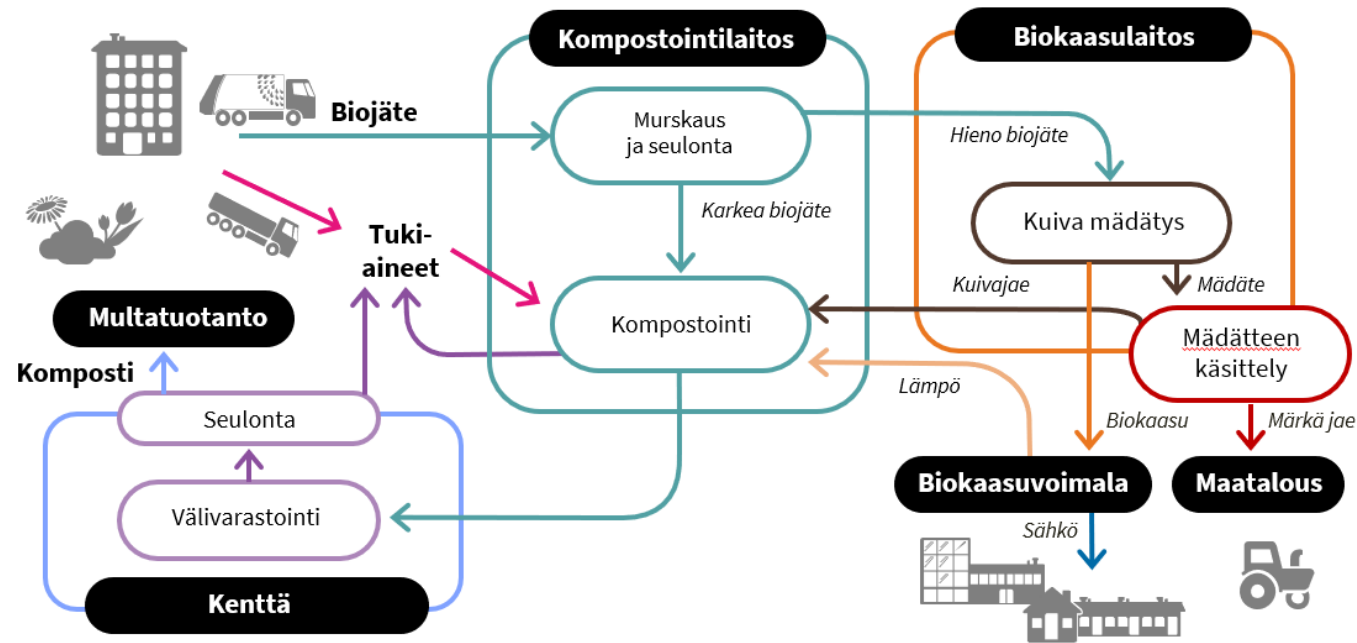 Kompostointilaitos
Biokaasulaitos
Biojäte
Murskaus
ja seulonta
Hieno biojäte
Karkea biojäte
Kuiva mädätys
Tuki-
aineet
Kuivajae
Mädäte
Multatuotanto
Kompostointi
Mädätteen
käsittely
Komposti
Lämpö
Seulonta
Biokaasu
Märkä jae
Biokaasuvoimala
Maatalous
Välivarastointi
Sähkö
Kenttä